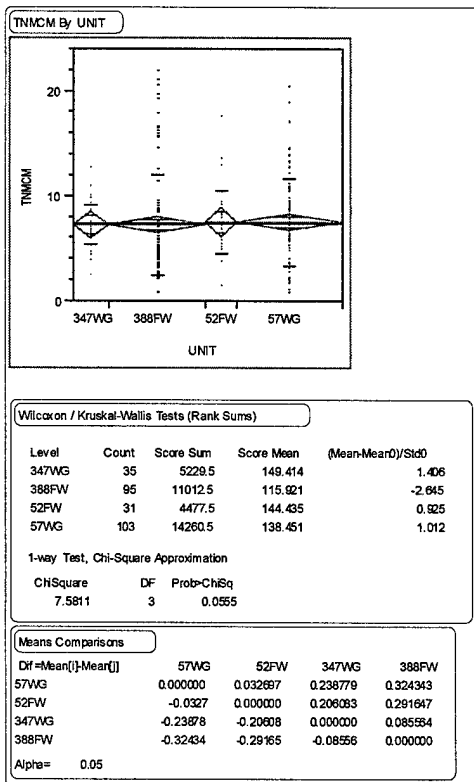 TNMCM By UNIT
20
10
0
TNMCM
347WG 388FW 52FW 57WG
UNIT
Wilcoxon / Kruskal-Wallis Tests (Rank Sums)
Level Count Score Sum Score Mean (Mean-Mean0)/Std0
347WG 35 5229.5 149.414 1.406
388FW 95 11012.5 115.921 -2.645
52FW 31 4477.5 144.435 0.925
57WG 103 14260.5 138.451 1.012
1-way Test, Chi-Square Approximation
ChiSquare DF Prob>ChiSq
7.5811 3 0.0555
Means Comparisons
Dif=Mean[i]-Mean[j] 57WG 52FW 347WG 388FW
57WG 0.000000 0.032697 0.238779 0.324343
52FW -0.0327 0.000000 0.206083 0.291647
347WG -0.23878 -0.20608 0.000000 0.085564
388FW -0.32434 -0.29165 -0.08556 0.000000
Alpha= 0.05